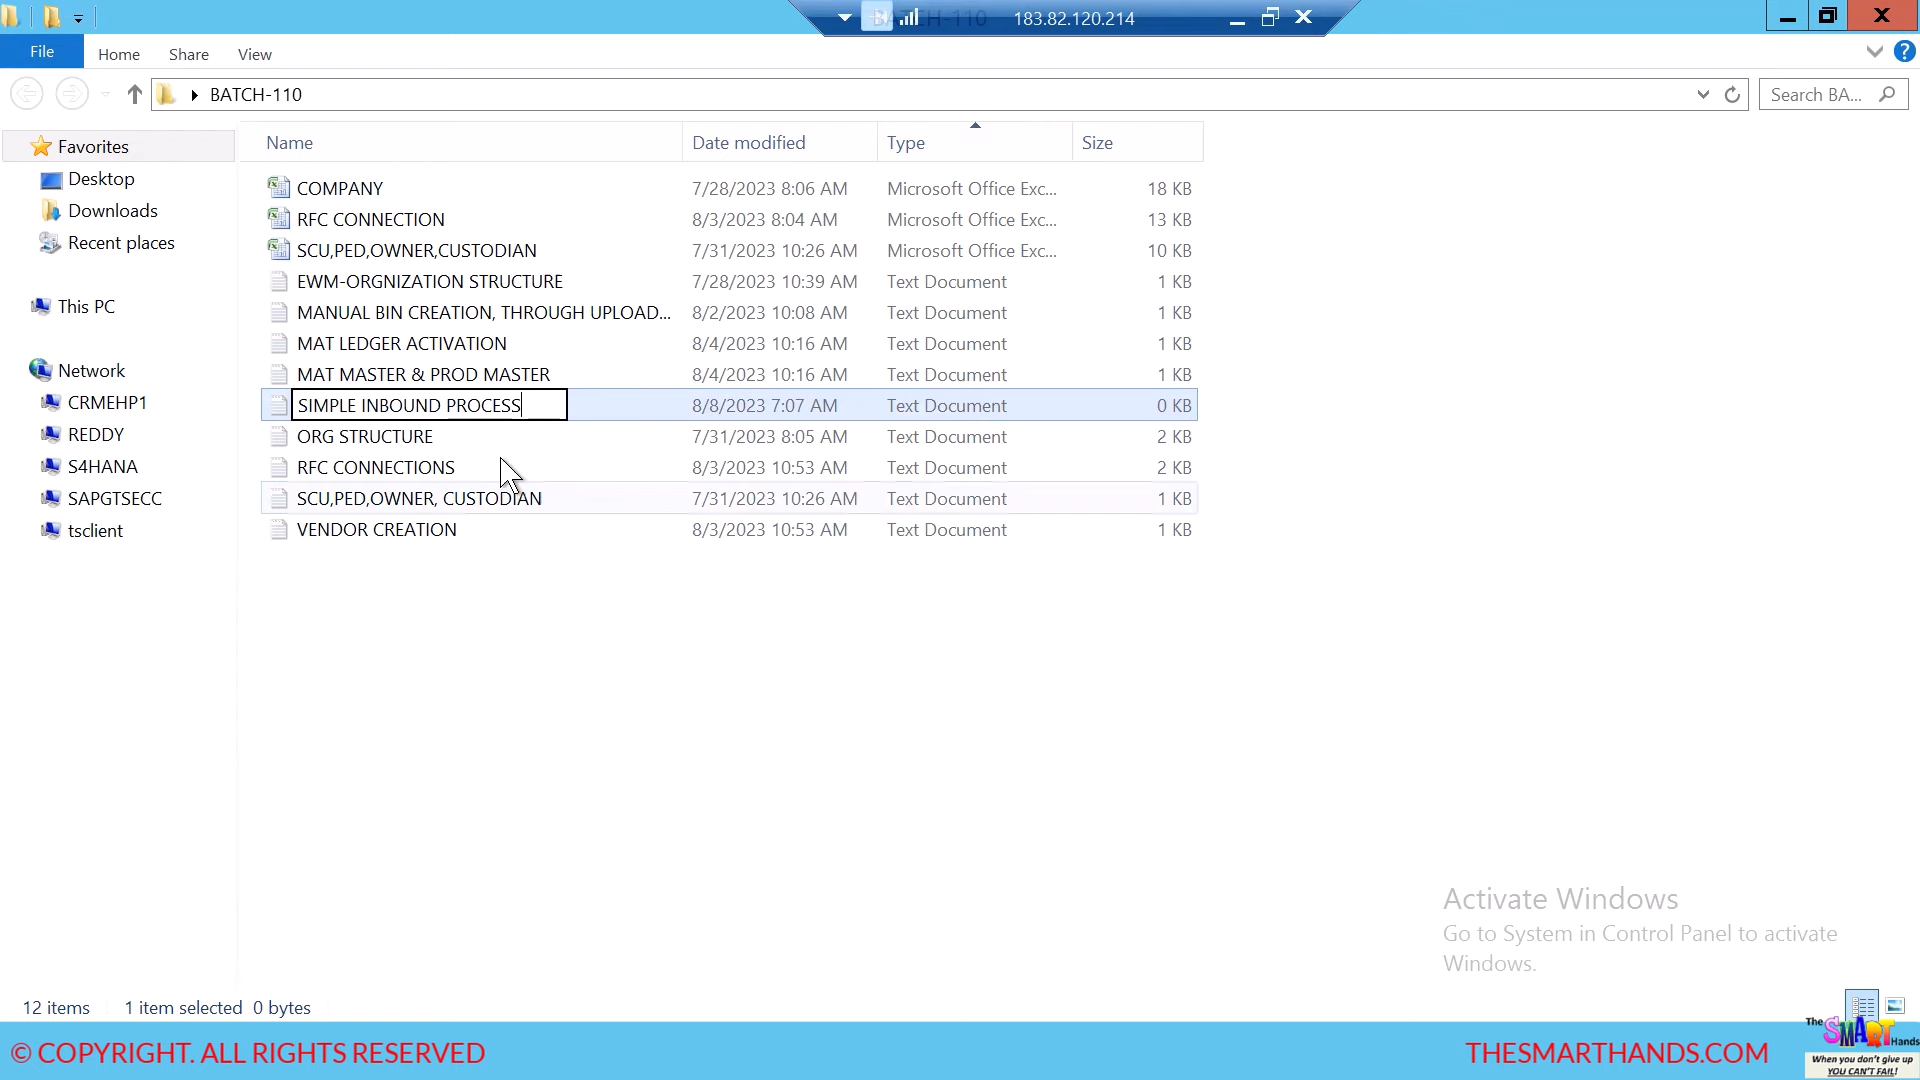 183.82.120.214
File
Home
Share
View
?
BATCH-110
Search BA...
Name
Date modified
Type
Size
Favorites
Desktop
Downloads
Recent places
This PC
Network
CRMEHP1
REDDY
S4HANA
SAPGTSECC
tsclient
COMPANY 7/28/2023 8:06 AM Microsoft Office Exc... 18 KB
RFC CONNECTION 8/3/2023 8:04 AM Microsoft Office Exc... 13 KB
SCU,PED,OWNER,CUSTODIAN 7/31/2023 10:26 AM Microsoft Office Exc... 10 KB
EWM-ORGNIZATION STRUCTURE 7/28/2023 10:39 AM Text Document 1 KB
MANUAL BIN CREATION, THROUGH UPLOAD... 8/2/2023 10:08 AM Text Document 1 KB
MAT LEDGER ACTIVATION 8/4/2023 10:16 AM Text Document 1 KB
MAT MASTER & PROD MASTER 8/4/2023 10:16 AM Text Document 1 KB
SIMPLE INBOUND PROCESS 8/8/2023 7:07 AM Text Document 0 KB
ORG STRUCTURE 7/31/2023 8:05 AM Text Document 2 KB
RFC CONNECTIONS 8/3/2023 10:53 AM Text Document 2 KB
SCU,PED,OWNER, CUSTODIAN 7/31/2023 10:26 AM Text Document 1 KB
VENDOR CREATION 8/3/2023 10:53 AM Text Document 1 KB
Activate Windows
Go to System in Control Panel to activate
Windows.
12 items 1 item selected 0 bytes
© COPYRIGHT. ALL RIGHTS RESERVED
THESMARTHANDS.COM
The SMART Hands
When you don't give up
YOU CAN'T FAIL!